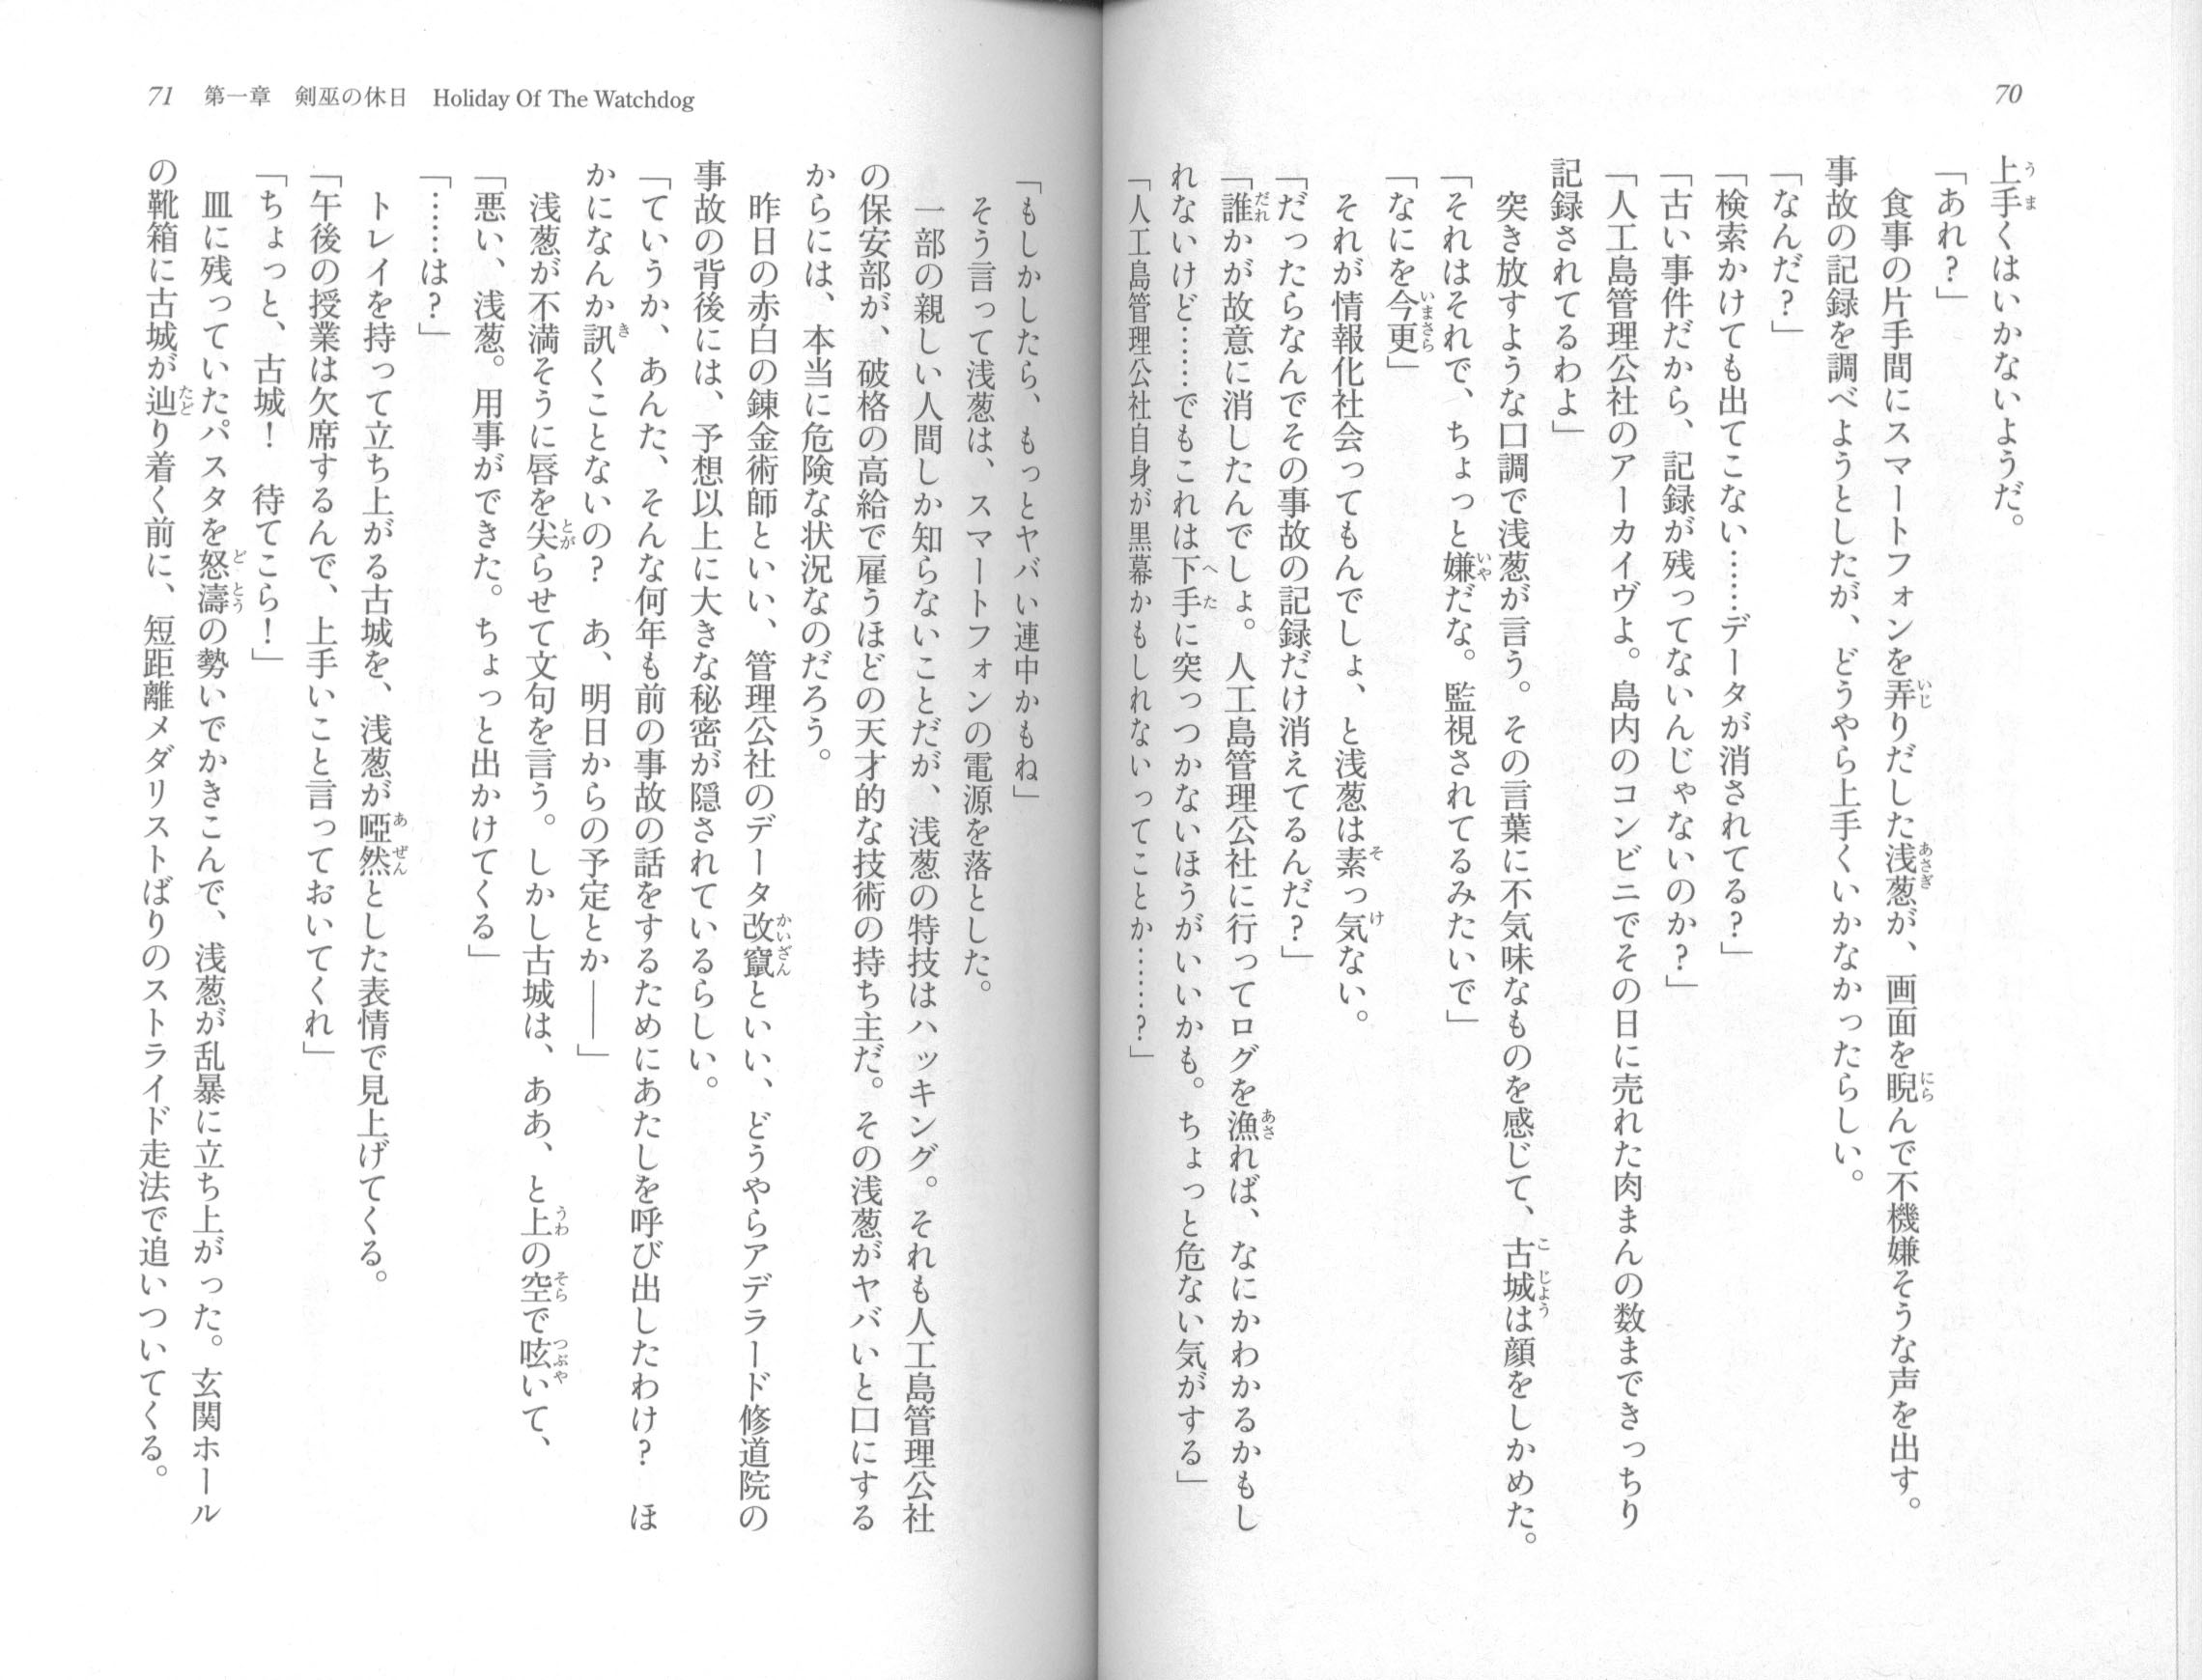 70
上手くはいかないようだ。
「あれ？」
　食事の片手間にスマートフォンを弄りだした浅葱が、画面を睨んで不機嫌そうな声を出す。
事故の記録を調べようとしたが、どうやら上手くいかなかったらしい。
「なんだ？」
「検索かけても出てこない……データが消されてる？」
「古い事件だから、記録が残ってないんじゃないのか？」
「人工島管理公社のアーカイヴよ。島内のコンビニでその日に売れた肉まんの数まできっちり
記録されてるわよ」
　突き放すような口調で浅葱が言う。その言葉に不気味なものを感じて、古城は顔をしかめた。
「それはそれで、ちょっと嫌だな。監視されてるみたいで」
「なにを今更」
　それが情報化社会ってもんでしょ、と浅葱は素っ気ない。
「だったらなんでその事故の記録だけ消えてるんだ？」
「誰かが故意に消したんでしょ。人工島管理公社に行ってログを漁れば、なにかわかるかもし
れないけど……でもこれは下手に突っつかないほうがいいかも。ちょっと危ない気がする」
「人工島管理公社自身が黒幕かもしれないってことか……？」
71　第一章　剣巫の休日　Holiday Of The Watchdog
「もしかしたら、もっとヤバい連中かもね」
　そう言って浅葱は、スマートフォンの電源を落とした。
　一部の親しい人間しか知らないことだが、浅葱の特技はハッキング。それも人工島管理公社
の保安部が、破格の高給で雇うほどの天才的な技術の持ち主だ。その浅葱がヤバいと口にする
からには、本当に危険な状況なのだろう。
　昨日の赤白の錬金術師といい、管理公社のデータ改竄といい、どうやらアデラード修道院の
事故の背後には、予想以上に大きな秘密が隠されているらしい。
「ていうか、あんた、そんな何年も前の事故の話をするためにあたしを呼び出したわけ？　ほ
かになんか訊くことないの？　あ、明日からの予定とか――」
　浅葱が不満そうに唇を尖らせて文句を言う。しかし古城は、ああ、と上の空で呟いて、
「悪い、浅葱。用事ができた。ちょっと出かけてくる」
「……は？」
　トレイを持って立ち上がる古城を、浅葱が啞然とした表情で見上げてくる。
「午後の授業は欠席するんで、上手いこと言っておいてくれ」
「ちょっと、古城！　待てこら！」
　皿に残っていたパスタを怒濤の勢いでかきこんで、浅葱が乱暴に立ち上がった。玄関ホール
の靴箱に古城が辿り着く前に、短距離メダリストばりのストライド走法で追いついてくる。